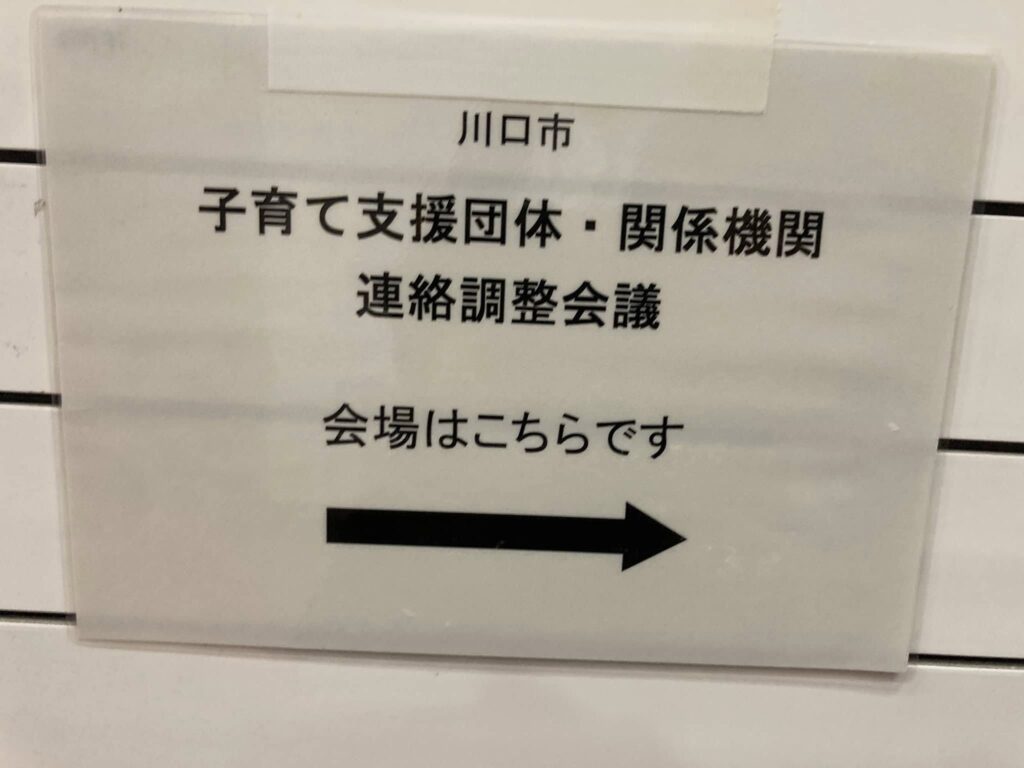 川口市
子育て支援団体・関係機関
連絡調整会議
会場はこちらです